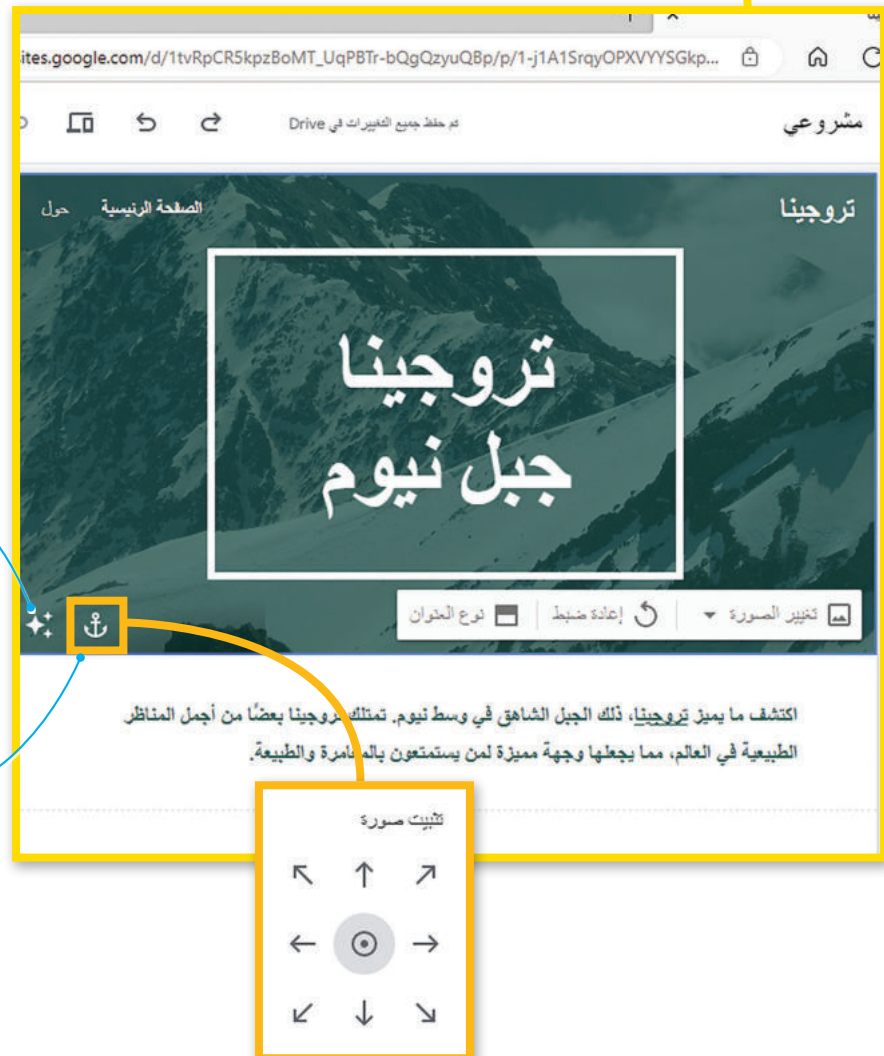 sites.google.com/d/1tvRpCR5kpzBoMT_UqPBTr-bQgQzyuQBp/p/1-j1A1SrqyOPXVYYSGkp...
مشروعي
تم حفظ جميع التغييرات في Drive
تروجينا
الصفحة الرئيسية حول
تروجينا
جبل نيوم
تغيير الصورة
إعادة ضبط
نوع العنوان
اكتشف ما يميز تروجينا، ذلك الجبل الشاهق في وسط نيوم. تمتلك تروجينا بعضًا من أجمل المناظر
الطبيعية في العالم، مما يجعلها وجهة مميزة لمن يستمتعون بالمغامرة والطبيعة.
تثبيت صورة